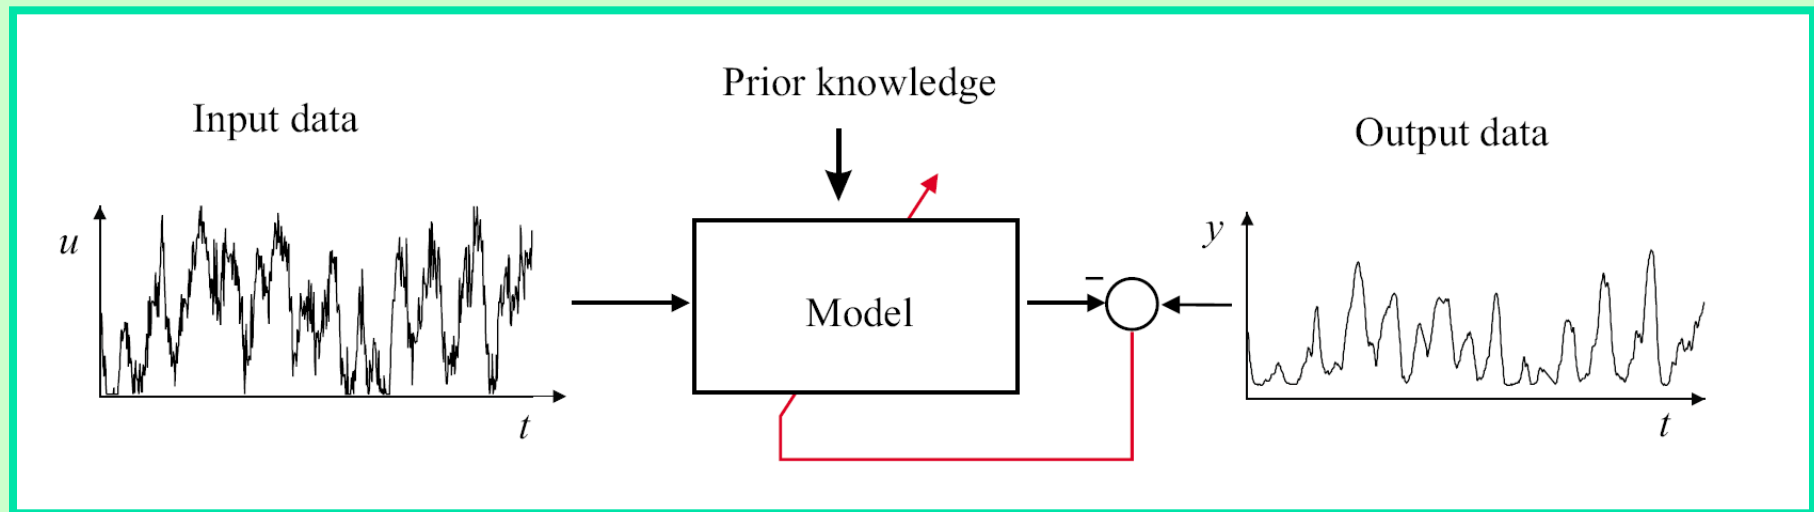 Prior knowledge
Input data
Output data
u
y
−
Model
t
t